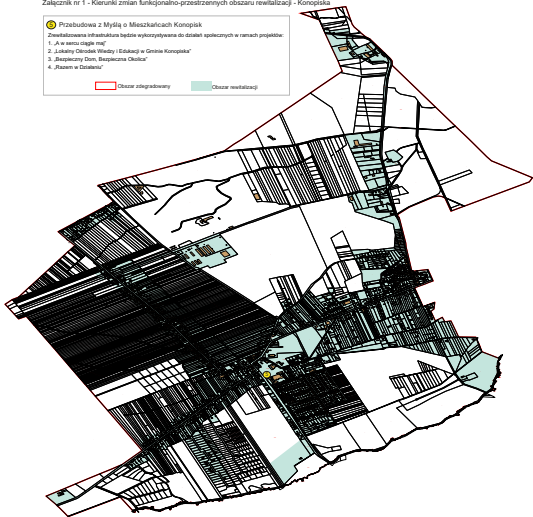 Załącznik nr 1 - Kierunki zmian funkcjonalno-przestrzennych obszaru rewitalizacji - Konopiska
S Przebudowa z Myślą o Mieszkańcach Konopisk
Zrewitalizowana infrastruktura będzie wykorzystywana do działań społecznych w ramach projektów:
1. „A w sercu ciągle maj"
2. „Lokalny Ośrodek Wiedzy i Edukacji w Gminie Konopiska"
3. „Bezpieczny Dom, Bezpieczna Okolica"
4. „Razem w Działaniu"
Obszar zdegradowany Obszar rewitalizacji